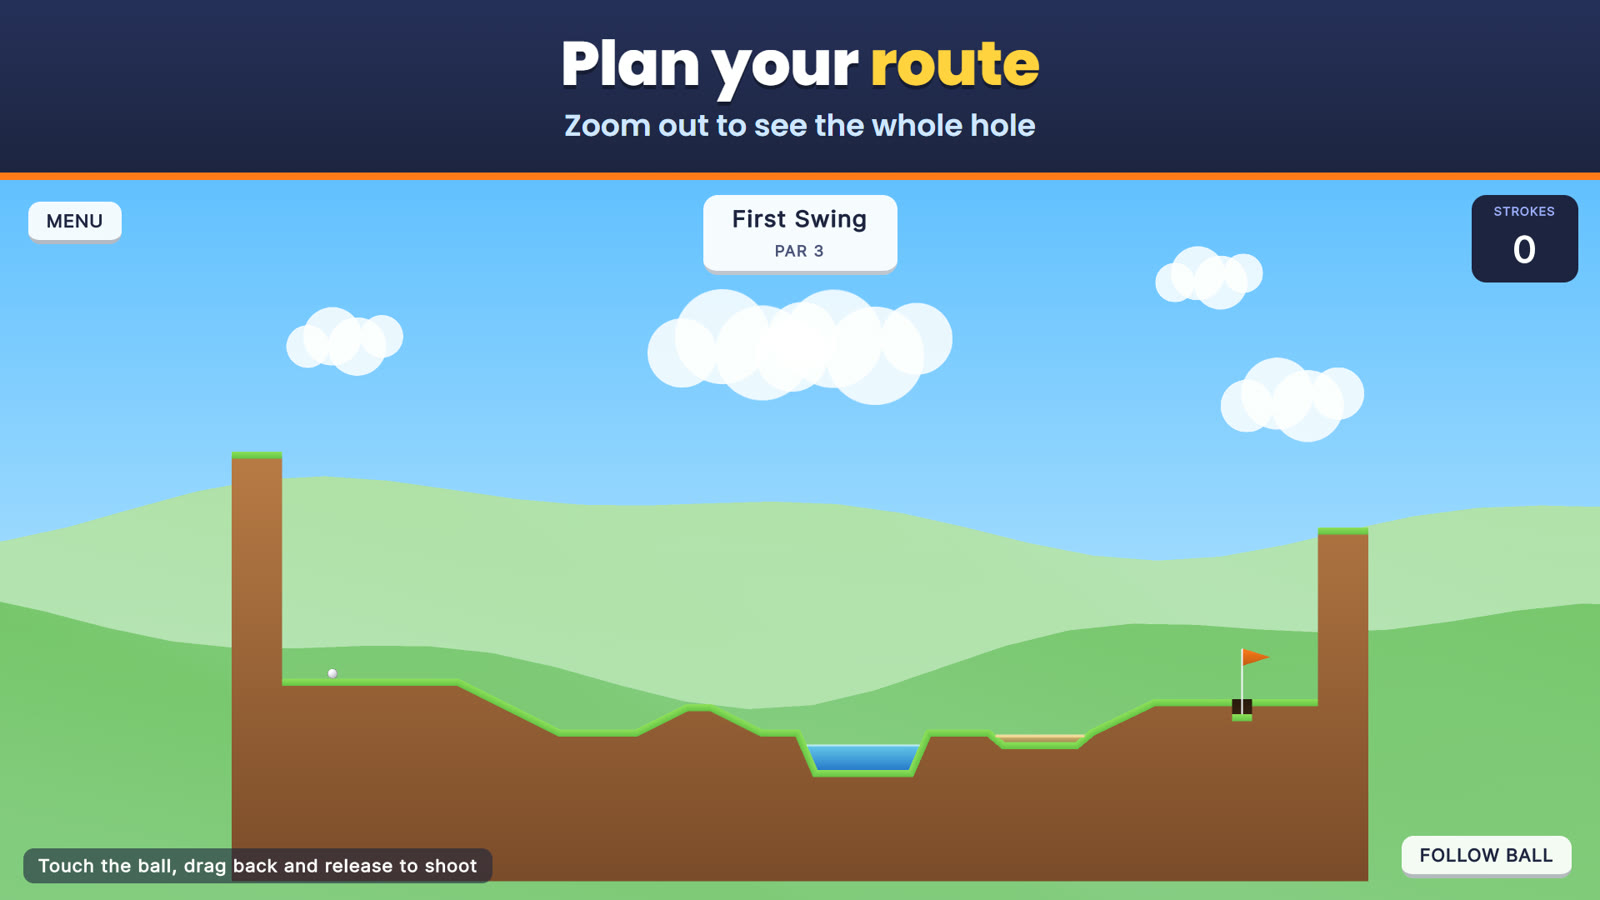 Plan your route
Zoom out to see the whole hole
MENU
First Swing
PAR 3
STROKES
0
Touch the ball, drag back and release to shoot
FOLLOW BALL